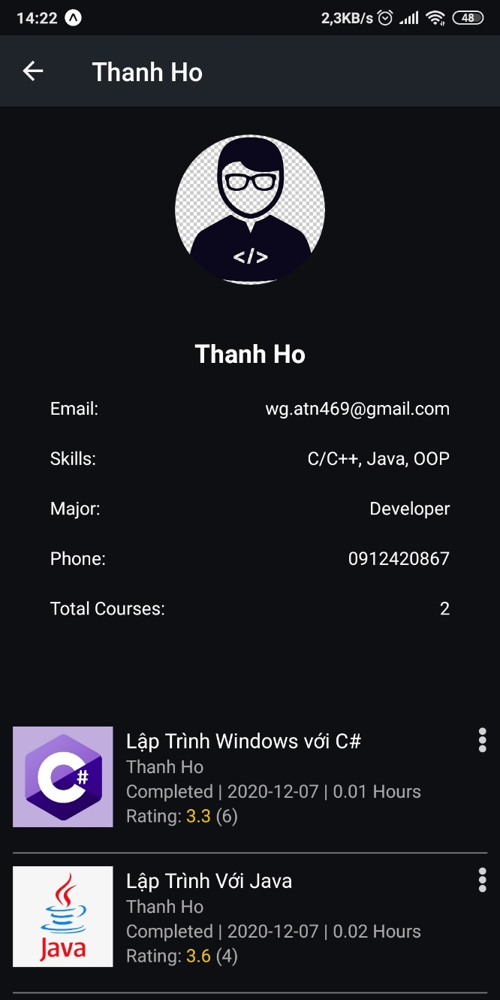 14:22 2,3KB/s 48
Thanh Ho
</>
Thanh Ho
Email: wg.atn469@gmail.com
Skills: C/C++, Java, OOP
Major: Developer
Phone: 0912420867
Total Courses: 2
C#
Lập Trình Windows với C#
Thanh Ho
Completed | 2020-12-07 | 0.01 Hours
Rating: 3.3 (6)
Java
Lập Trình Với Java
Thanh Ho
Completed | 2020-12-07 | 0.02 Hours
Rating: 3.6 (4)